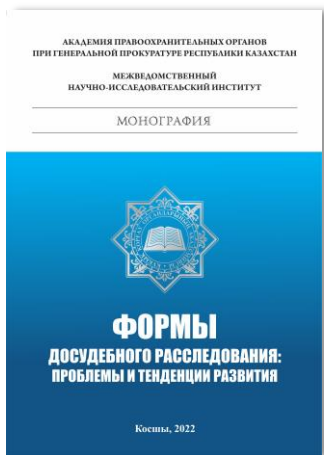 АКАДЕМИЯ ПРАВООХРАНИТЕЛЬНЫХ ОРГАНОВ
ПРИ ГЕНЕРАЛЬНОЙ ПРОКУРАТУРЕ РЕСПУБЛИКИ КАЗАХСТАН
МЕЖВЕДОМСТВЕННЫЙ
НАУЧНО-ИССЛЕДОВАТЕЛЬСКИЙ ИНСТИТУТ
МОНОГРАФИЯ
ФОРМЫ
ДОСУДЕБНОГО РАССЛЕДОВАНИЯ:
ПРОБЛЕМЫ И ТЕНДЕНЦИИ РАЗВИТИЯ
Косшы, 2022